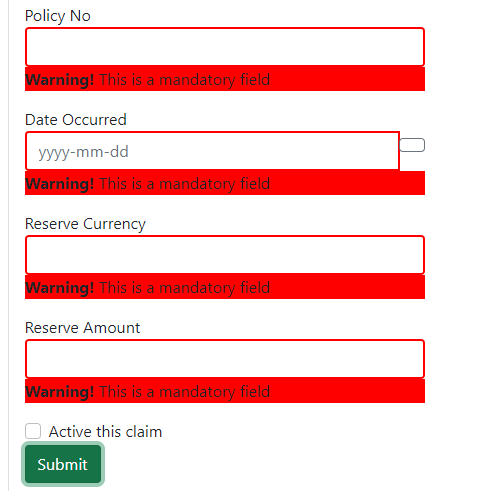 Policy No
Warning! This is a mandatory field
Date Occurred
yyyy-mm-dd
Warning! This is a mandatory field
Reserve Currency
Warning! This is a mandatory field
Reserve Amount
Warning! This is a mandatory field
Active this claim
Submit